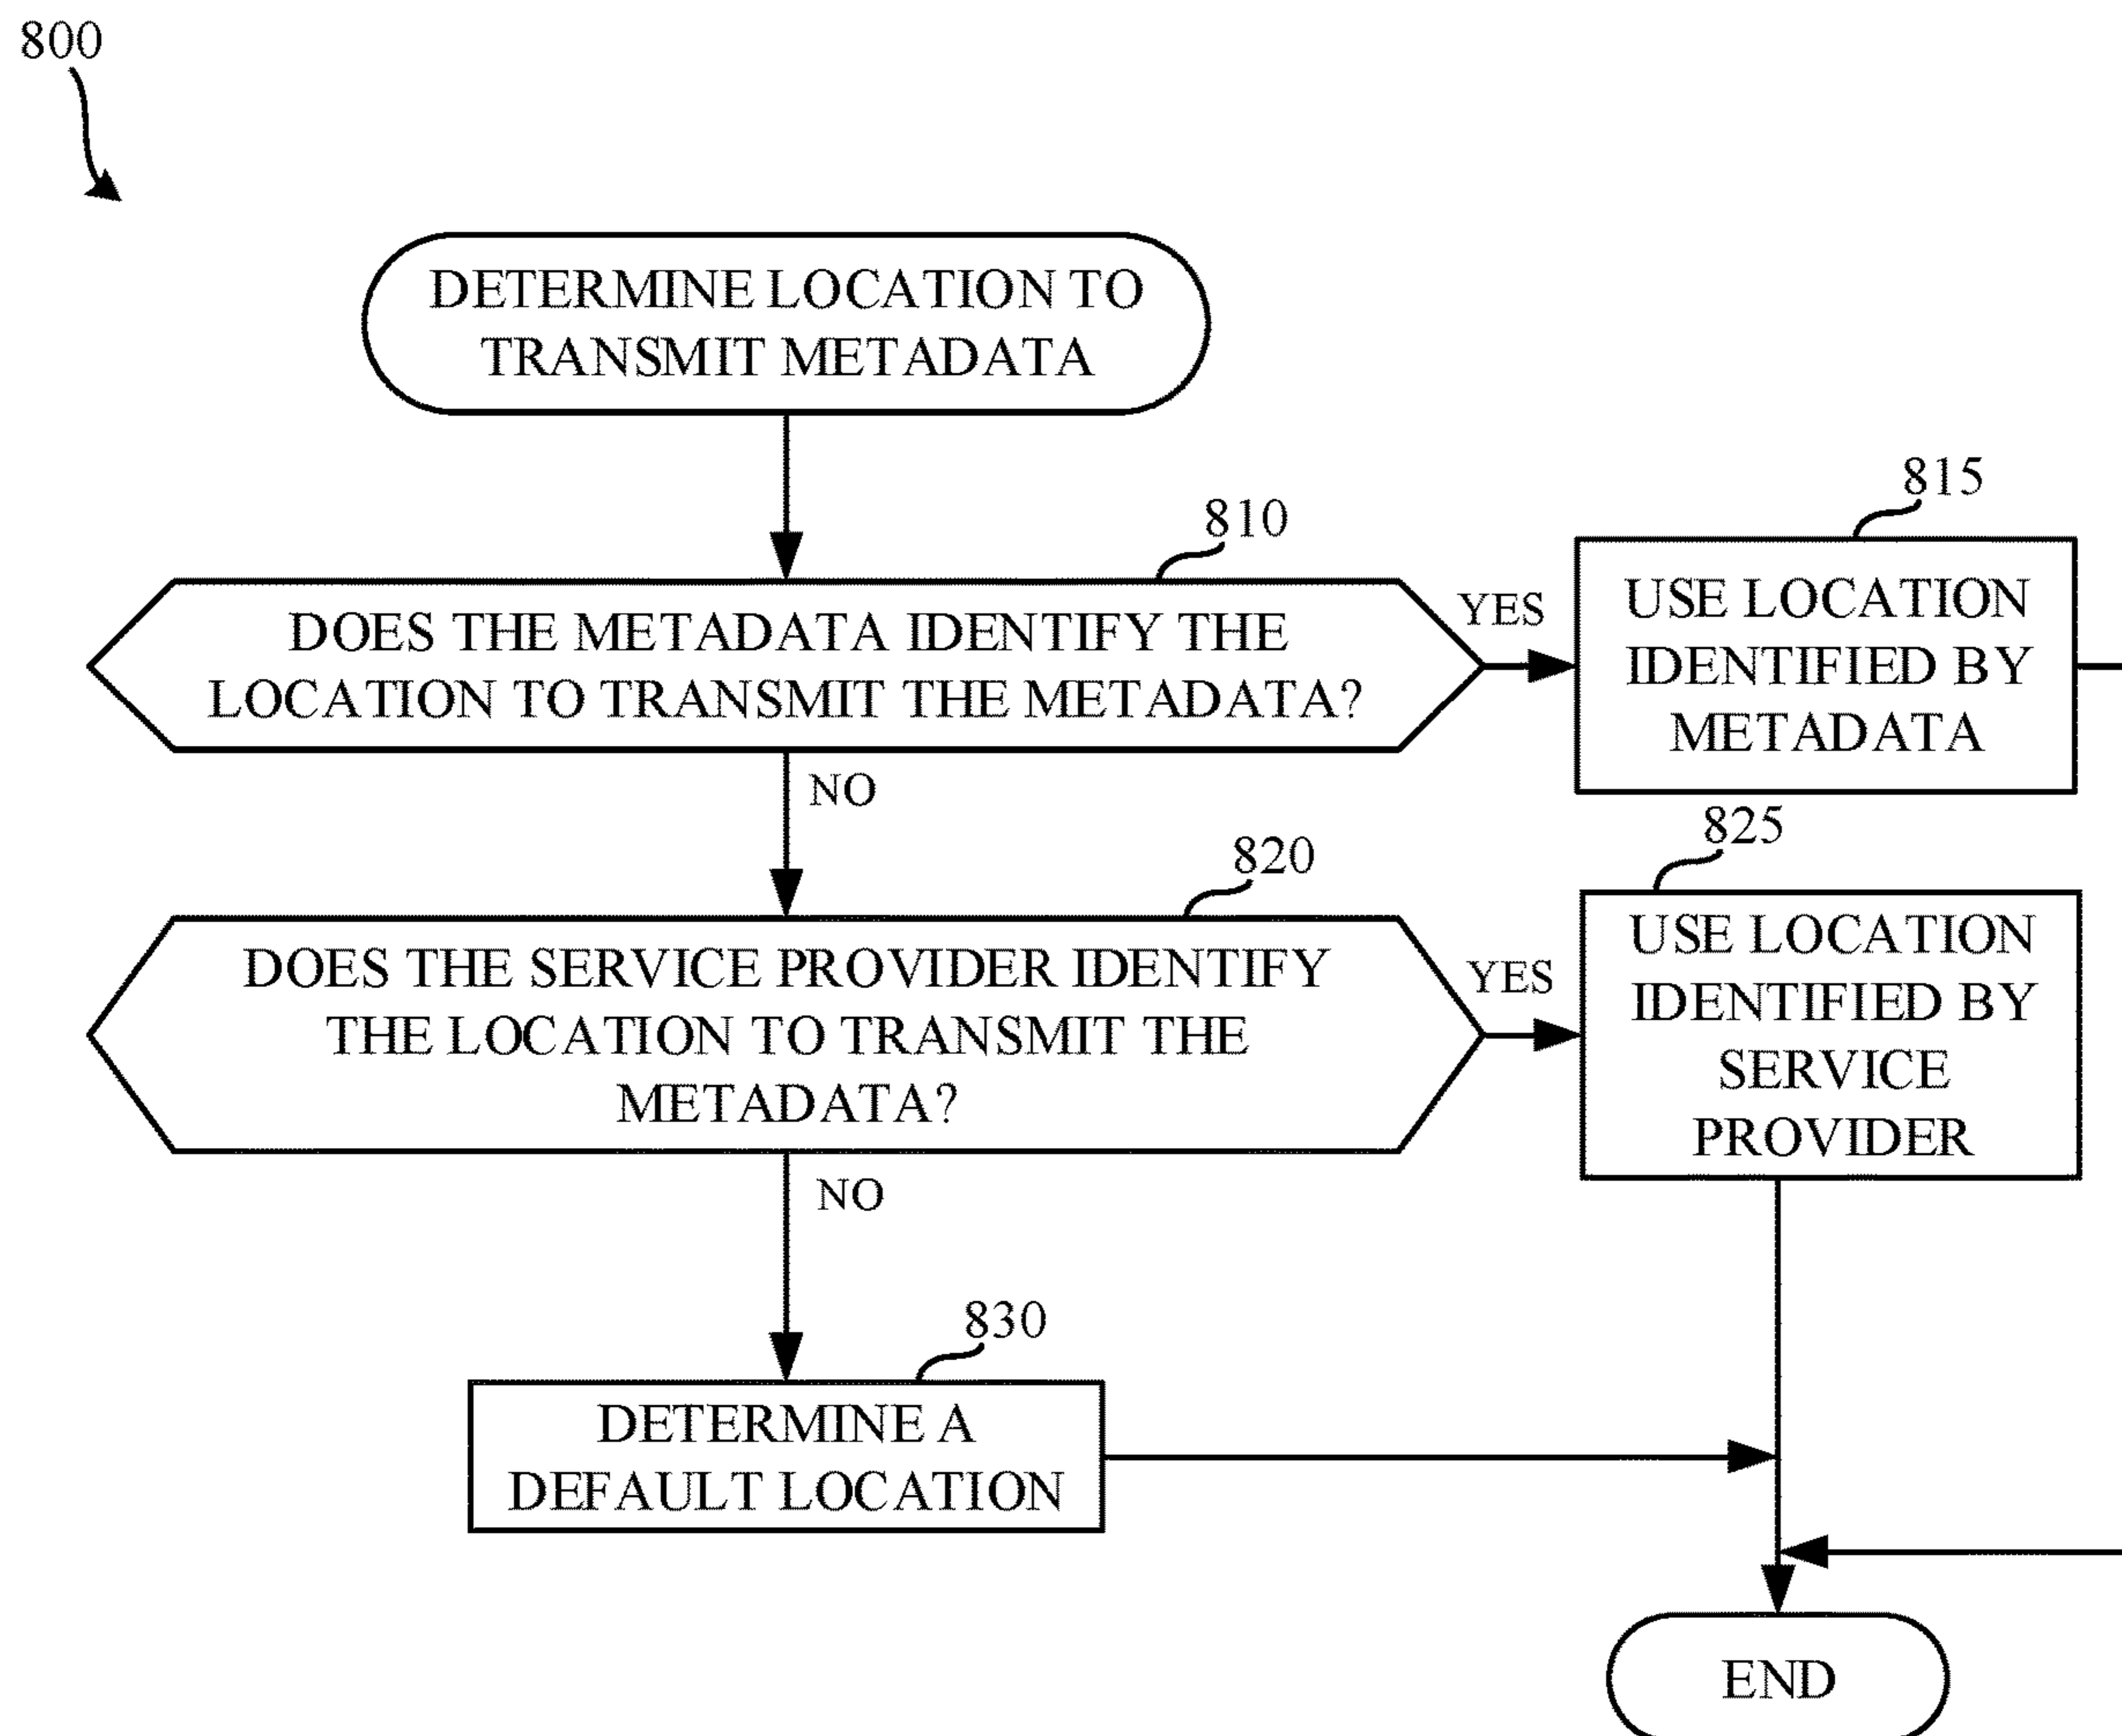 800
DETERMINE LOCATION TO
TRANSMIT METADATA
810
DOES THE METADATA IDENTIFY THE
LOCATION TO TRANSMIT THE METADATA?
YES
815
USE LOCATION
IDENTIFIED BY
METADATA
NO
820
DOES THE SERVICE PROVIDER IDENTIFY
THE LOCATION TO TRANSMIT THE
METADATA?
YES
825
USE LOCATION
IDENTIFIED BY
SERVICE
PROVIDER
NO
830
DETERMINE A
DEFAULT LOCATION
END